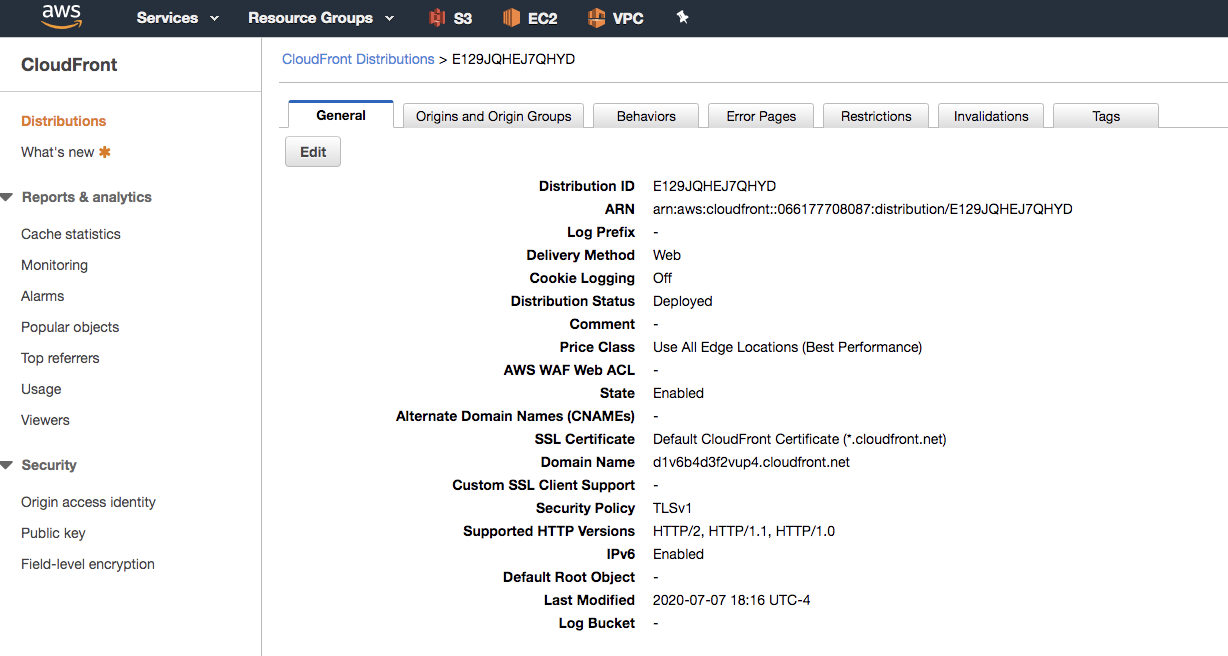 aws Services Resource Groups S3 EC2 VPC
CloudFront
Distributions
What's new
Reports & analytics
Cache statistics
Monitoring
Alarms
Popular objects
Top referrers
Usage
Viewers
Security
Origin access identity
Public key
Field-level encryption
CloudFront Distributions > E129JQHEJ7QHYD
General Origins and Origin Groups Behaviors Error Pages Restrictions Invalidations Tags
Edit
Distribution ID E129JQHEJ7QHYD
ARN arn:aws:cloudfront::066177708087:distribution/E129JQHEJ7QHYD
Log Prefix -
Delivery Method Web
Cookie Logging Off
Distribution Status Deployed
Comment -
Price Class Use All Edge Locations (Best Performance)
AWS WAF Web ACL -
State Enabled
Alternate Domain Names (CNAMEs) -
SSL Certificate Default CloudFront Certificate (*.cloudfront.net)
Domain Name d1v6b4d3f2vup4.cloudfront.net
Custom SSL Client Support -
Security Policy TLSv1
Supported HTTP Versions HTTP/2, HTTP/1.1, HTTP/1.0
IPv6 Enabled
Default Root Object -
Last Modified 2020-07-07 18:16 UTC-4
Log Bucket -